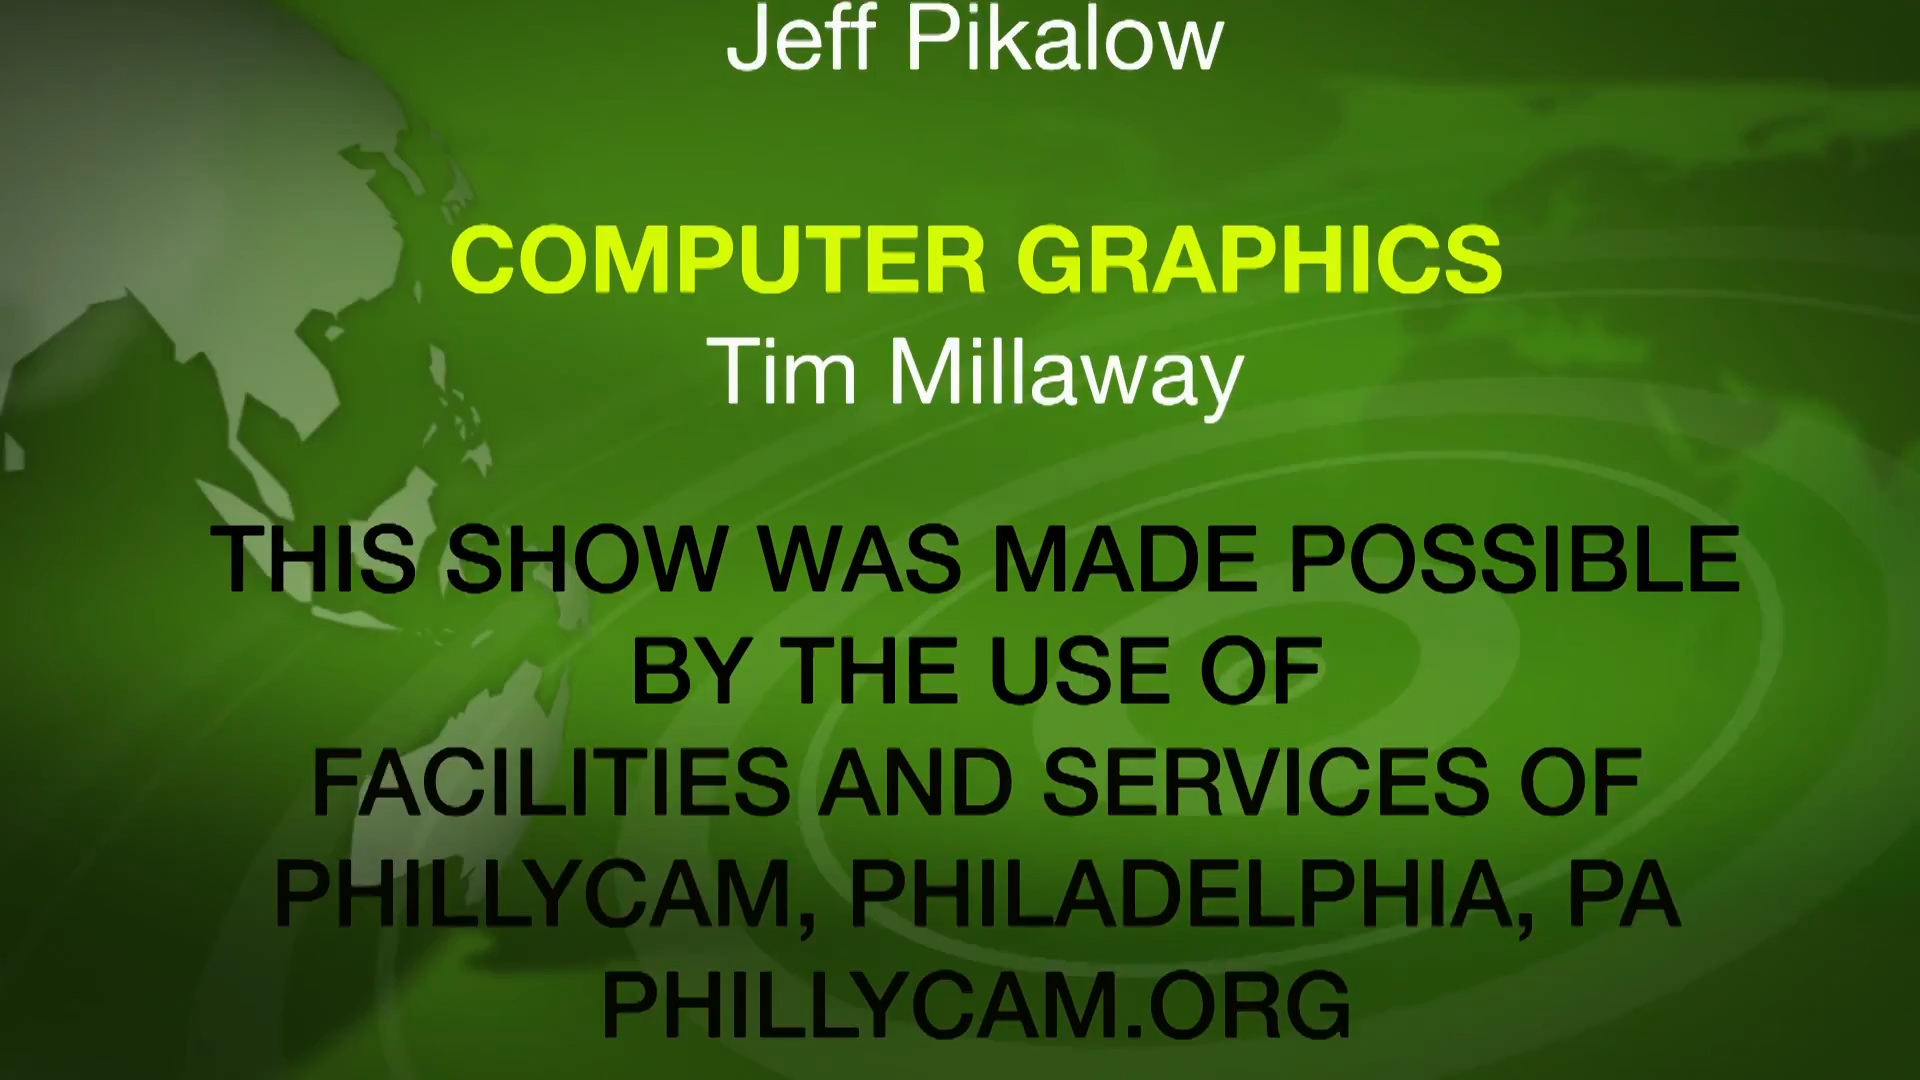 Jeff Pikalow
COMPUTER GRAPHICS
Tim Millaway
THIS SHOW WAS MADE POSSIBLE
BY THE USE OF
FACILITIES AND SERVICES OF
PHILLYCAM, PHILADELPHIA, PA
PHILLYCAM.ORG